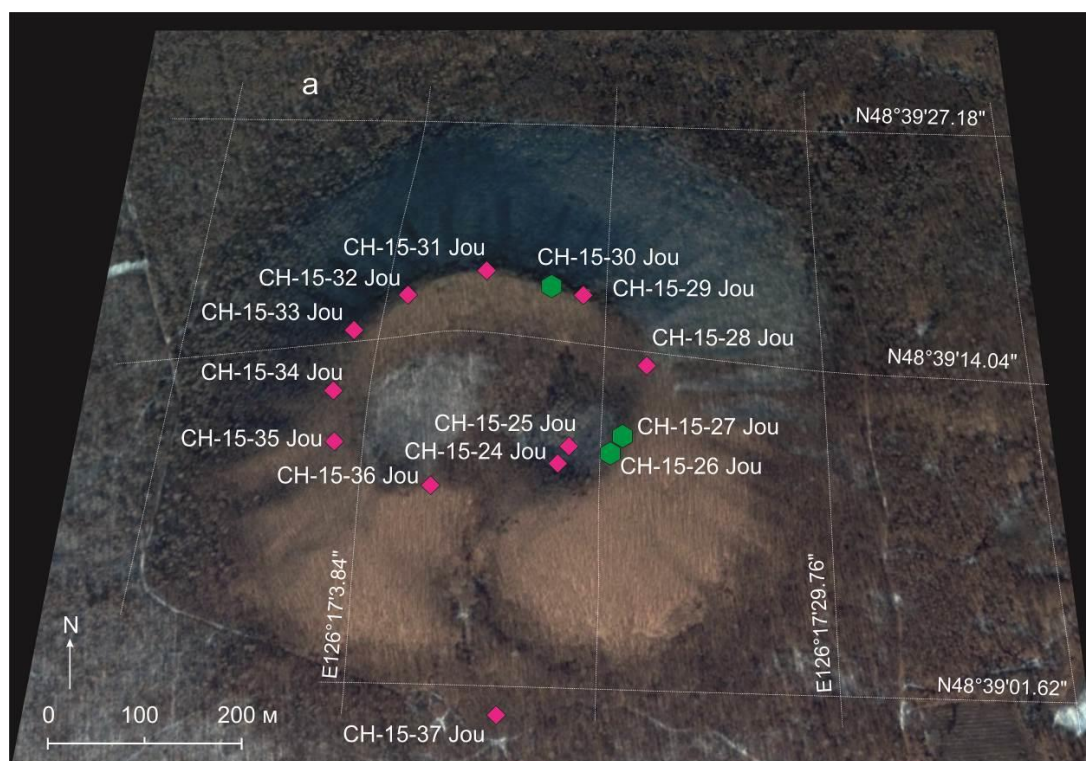 a
N48°39'27.18"
CH-15-31 Jou
CH-15-30 Jou
CH-15-32 Jou
CH-15-29 Jou
CH-15-33 Jou
CH-15-28 Jou
N48°39'14.04"
CH-15-34 Jou
CH-15-25 Jou
CH-15-27 Jou
CH-15-35 Jou
CH-15-24 Jou
CH-15-26 Jou
CH-15-36 Jou
E126°17'3.84"
E126°17'29.76"
N
N48°39'01.62"
0 100 200 м
CH-15-37 Jou